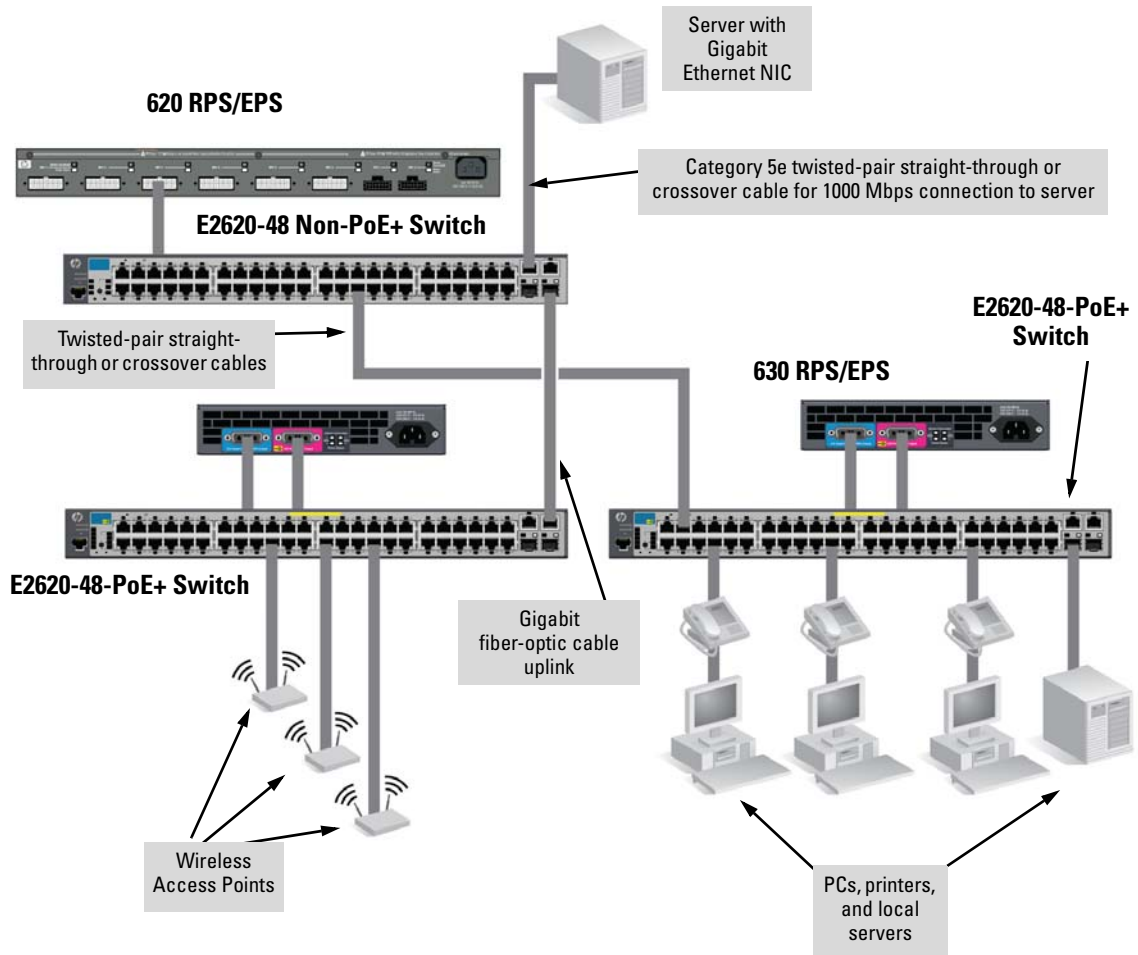 Server with
Gigabit
Ethernet NIC
620 RPS/EPS
Category 5e twisted-pair straight-through or
crossover cable for 1000 Mbps connection to server
E2620-48 Non-PoE+ Switch
Twisted-pair straight-
through or crossover cables
E2620-48-PoE+
Switch
630 RPS/EPS
E2620-48-PoE+ Switch
Gigabit
fiber-optic cable
uplink
Wireless
Access Points
PCs, printers,
and local
servers